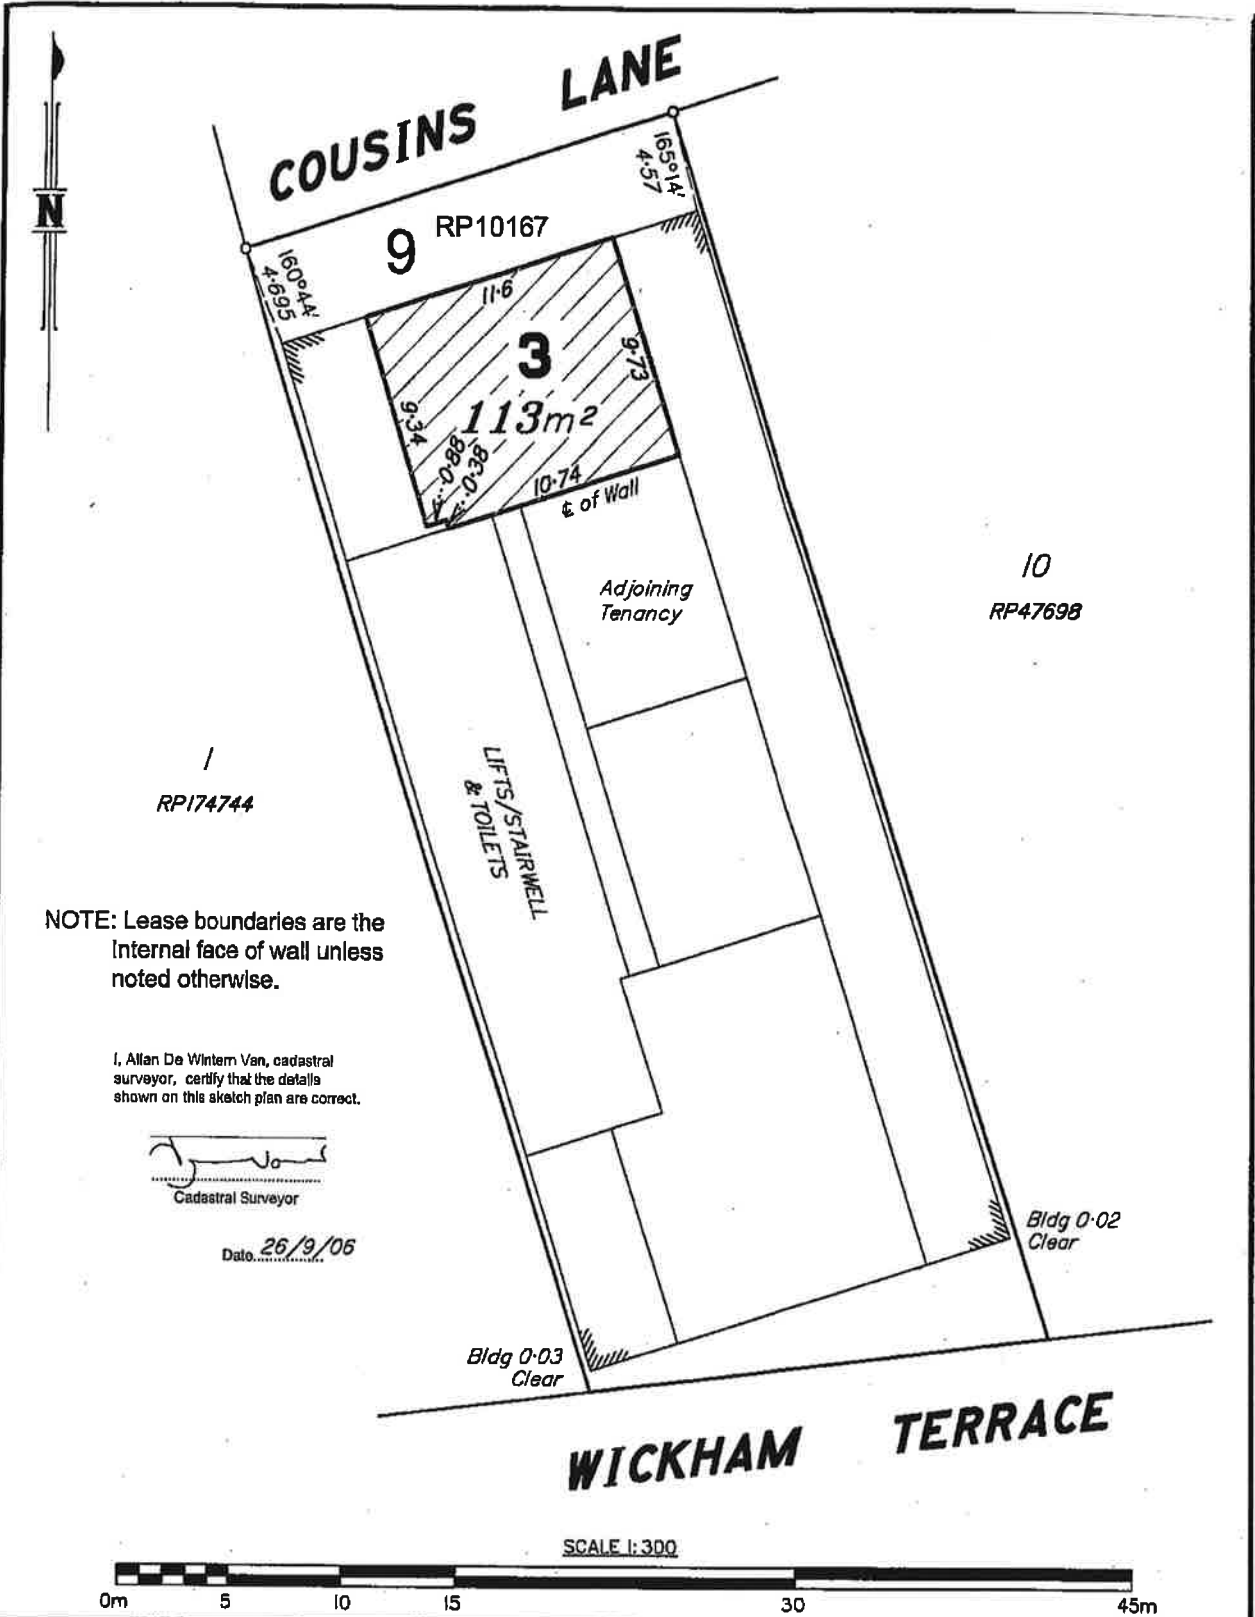 COUSINS LANE
N
165°14'
4·57
9 RP10167
160°44'
4·695
11·6
3
9·73
113m²
9·34
0·88
0·38
10·74
℄ of Wall
Adjoining
Tenancy
10
RP47698
1
RP174744
LIFTS/STAIRWELL
& TOILETS
NOTE: Lease boundaries are the
internal face of wall unless
noted otherwise.
I, Allan De Wintern Van, cadastral
surveyor, certify that the details
shown on this sketch plan are correct.
Cadastral Surveyor
Date 26/9/06
Bldg 0·02
Clear
Bldg 0·03
Clear
WICKHAM TERRACE
SCALE 1:300
0m 5 10 15 30 45m